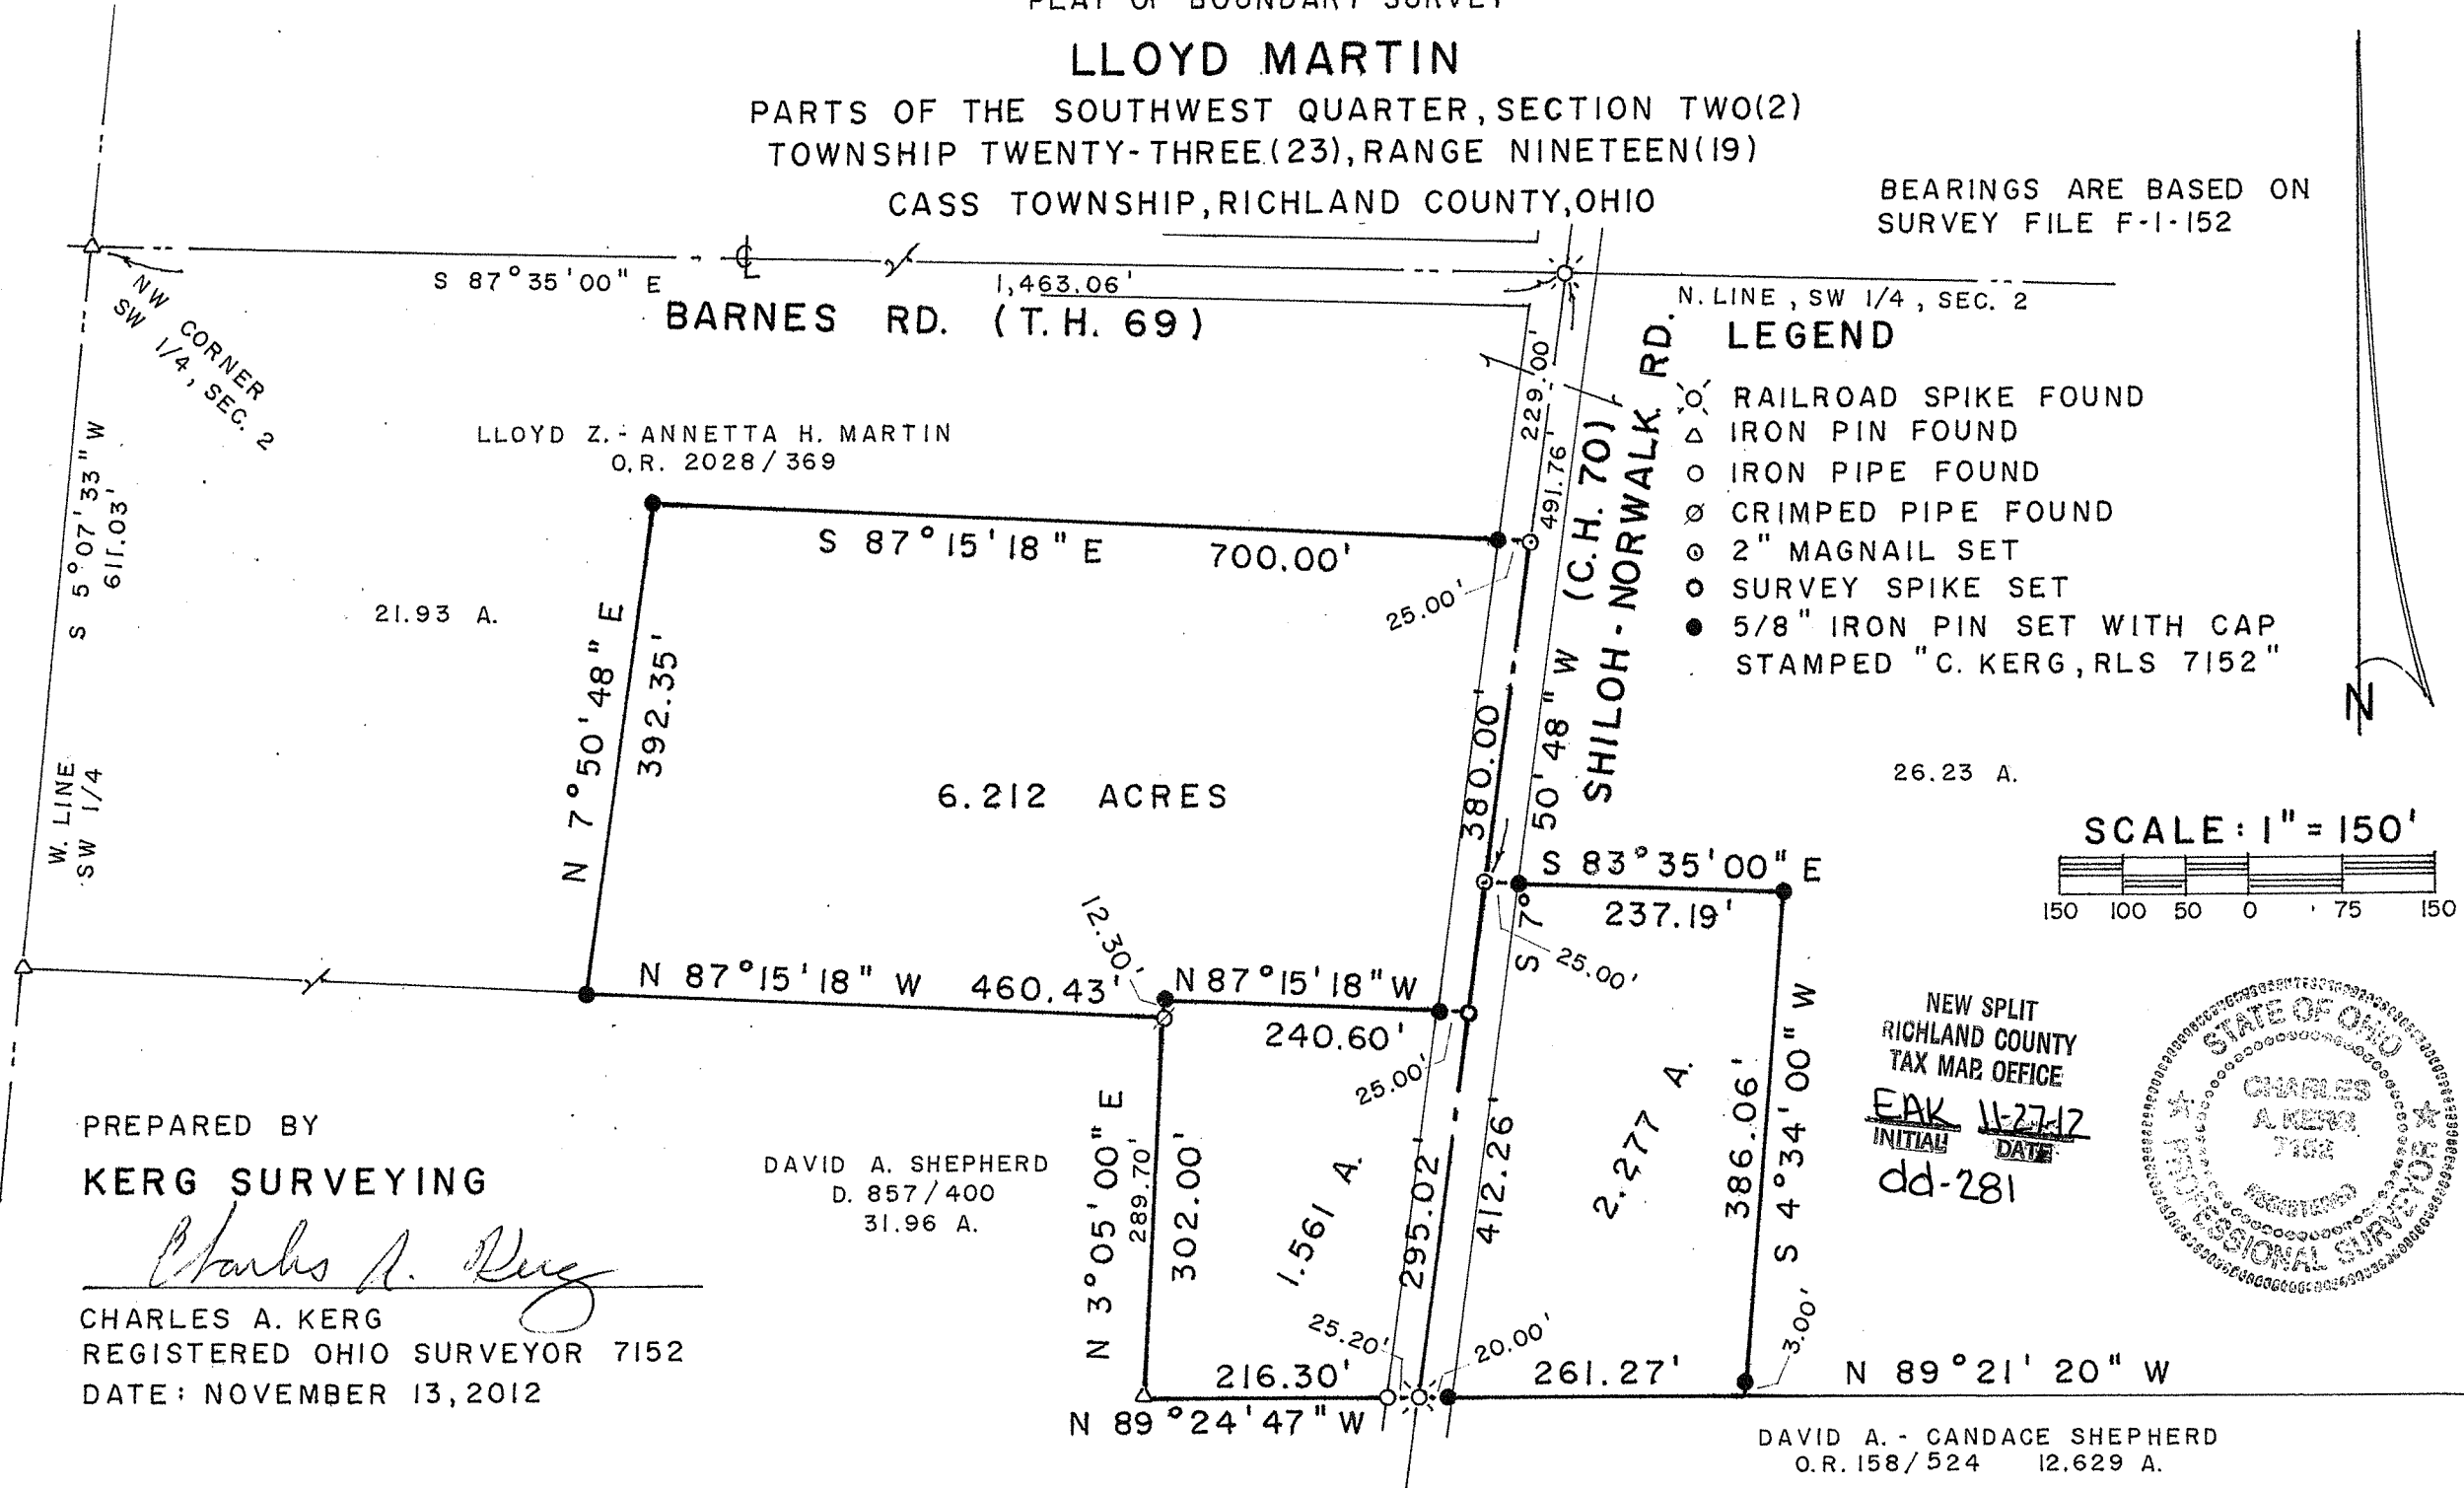 PLAT OF BOUNDARY SURVEY
LLOYD MARTIN
PARTS OF THE SOUTHWEST QUARTER, SECTION TWO(2)
TOWNSHIP TWENTY-THREE(23), RANGE NINETEEN(19)
CASS TOWNSHIP, RICHLAND COUNTY, OHIO
BEARINGS ARE BASED ON
SURVEY FILE F-1-152
S 87°35'00" E
1,463.06'
BARNES RD. (T.H. 69)
N. LINE, SW 1/4, SEC. 2
NW CORNER
SW 1/4, SEC. 2
LEGEND
RAILROAD SPIKE FOUND
IRON PIN FOUND
IRON PIPE FOUND
CRIMPED PIPE FOUND
2" MAGNAIL SET
SURVEY SPIKE SET
5/8" IRON PIN SET WITH CAP
STAMPED "C. KERG, RLS 7152"
N
LLOYD Z. - ANNETTA H. MARTIN
O.R. 2028/369
S 5°07'33" W
611.03'
W. LINE
SW 1/4
21.93 A.
229.00'
491.76'
SHILOH - NORWALK RD.
(C.H. 70)
S 87°15'18" E 700.00'
25.00'
N 7°50'48" E
392.35'
6.212 ACRES
380.00'
S 7°50'48" W
26.23 A.
SCALE: 1" = 150'
150 100 50 0 75 150
S 83°35'00" E
237.19'
25.00'
12.30'
N 87°15'18" W 460.43'
N 87°15'18" W
240.60'
25.00'
N 3°05'00" E
289.70'
302.00'
1.561 A.
295.02'
412.26'
2.277 A.
386.06'
S 4°34'00" W
3.00'
DAVID A. SHEPHERD
D. 857/400
31.96 A.
25.20'
20.00'
216.30'
N 89°24'47" W
261.27'
N 89°21'20" W
DAVID A. - CANDACE SHEPHERD
O.R. 158/524 12.629 A.
NEW SPLIT
RICHLAND COUNTY
TAX MAP OFFICE
EAK 11-27-12
INITIAL DATE
dd-281
STATE OF OHIO
CHARLES
A. KERG
7152
REGISTERED
PROFESSIONAL SURVEYOR
PREPARED BY
KERG SURVEYING
Charles A. Kerg
CHARLES A. KERG
REGISTERED OHIO SURVEYOR 7152
DATE: NOVEMBER 13, 2012